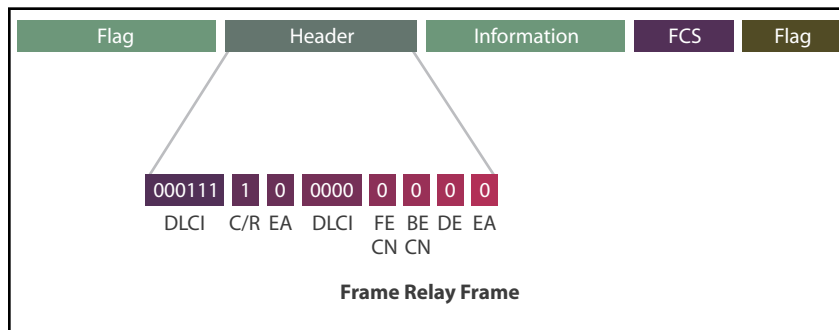 Flag Header Information FCS Flag
000111 1 0 0000 0 0 0 0
DLCI C/R EA DLCI FE BE DE EA
CN CN
Frame Relay Frame